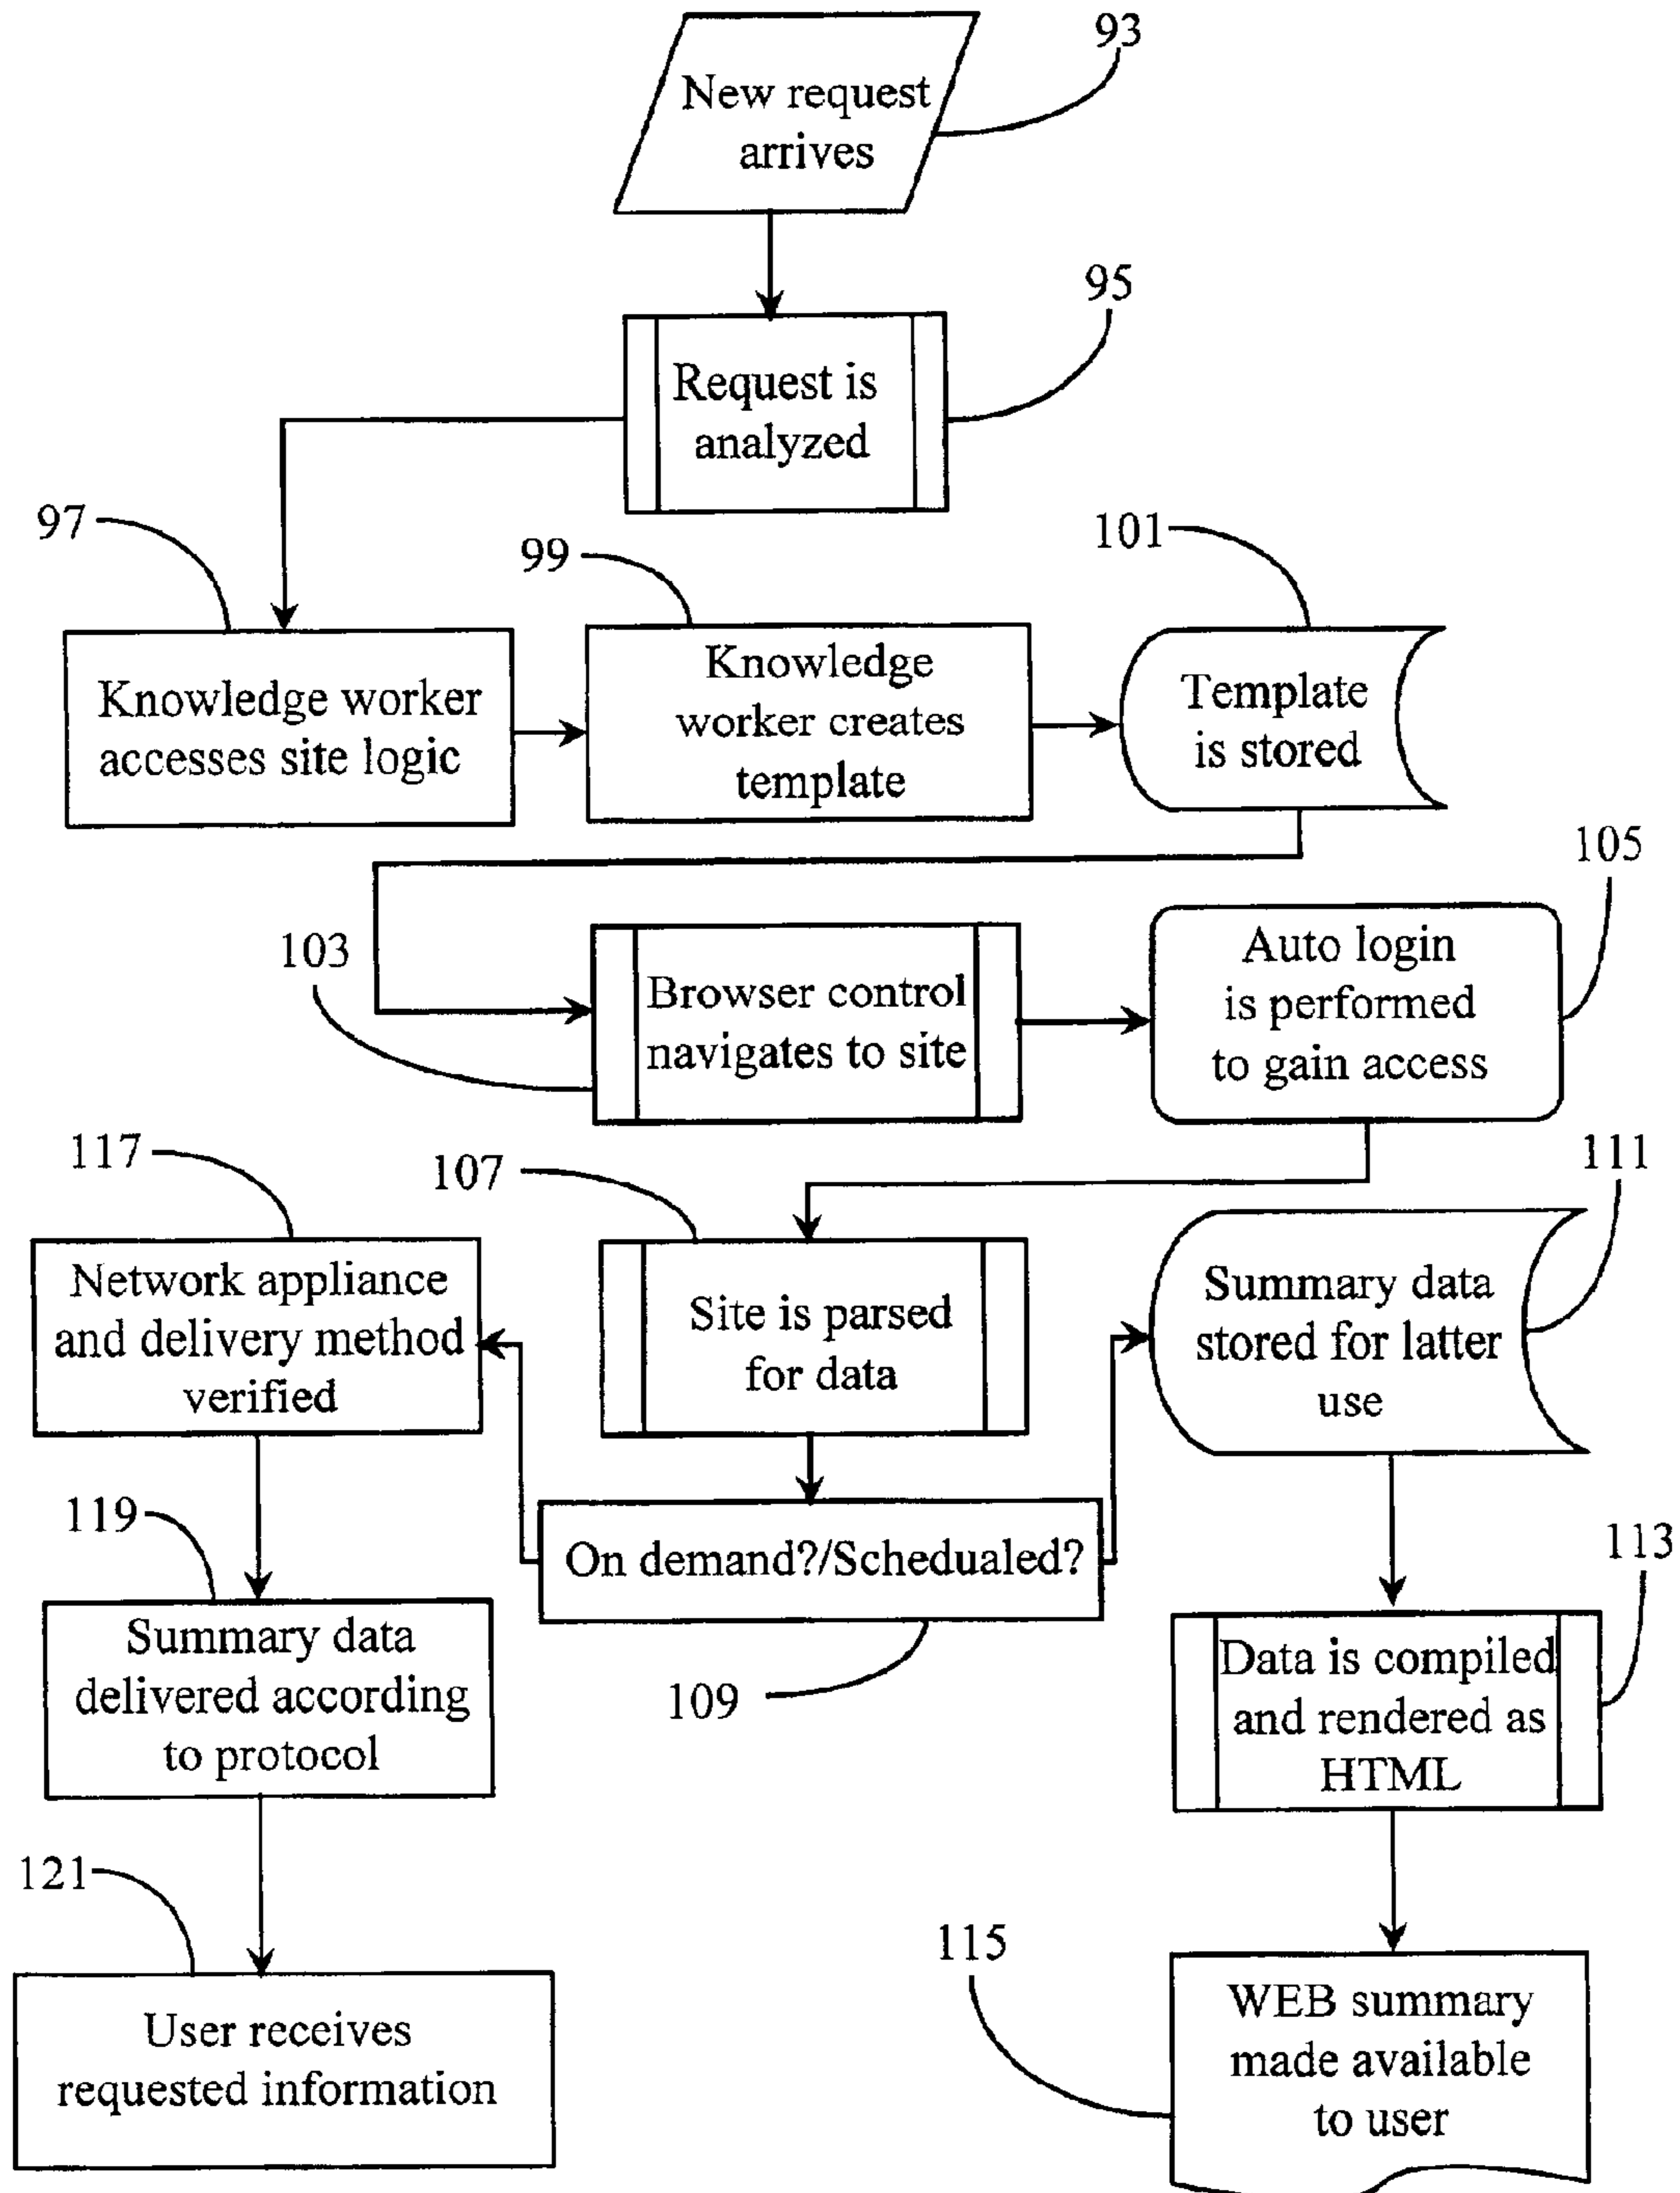 93
New request
arrives
95
Request is
analyzed
97
99
101
Knowledge worker
accesses site logic
Knowledge
worker creates
template
Template
is stored
103
105
Browser control
navigates to site
Auto login
is performed
to gain access
117
107
111
Network appliance
and delivery method
verified
Site is parsed
for data
Summary data
stored for latter
use
119
On demand?/Schedualed?
113
109
Summary data
delivered according
to protocol
Data is compiled
and rendered as
HTML
121
115
User receives
requested information
WEB summary
made available
to user